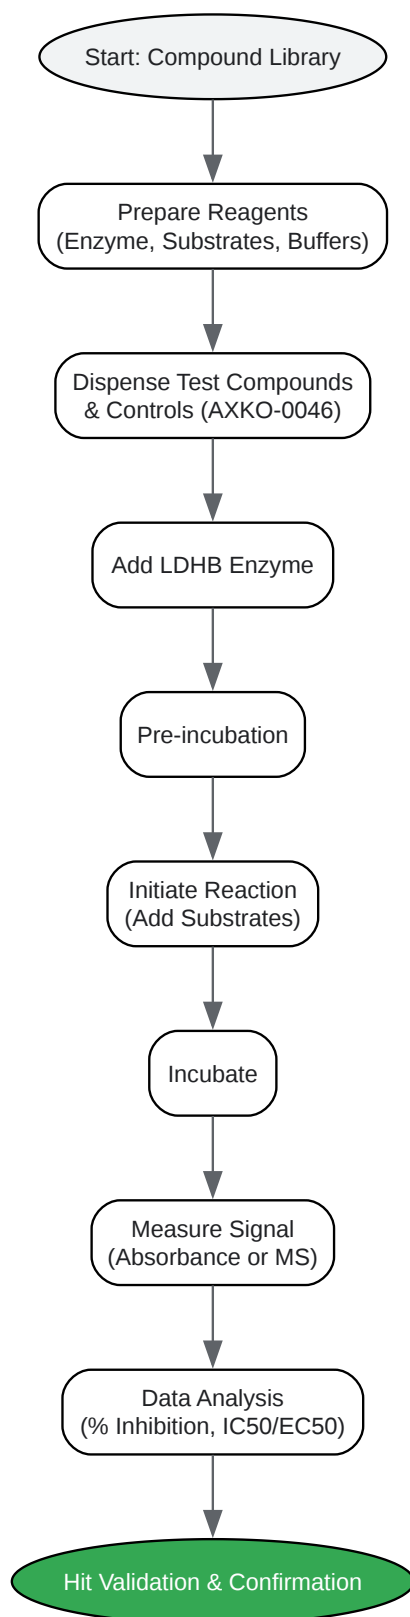 Start: Compound Library
Prepare Reagents
(Enzyme, Substrates, Buffers)
Dispense Test Compounds
& Controls (AXKO-0046)
Add LDHB Enzyme
Pre-incubation
Initiate Reaction
(Add Substrates)
Incubate
Measure Signal
(Absorbance or MS)
Data Analysis
(% Inhibition, IC50/EC50)
Hit Validation & Confirmation